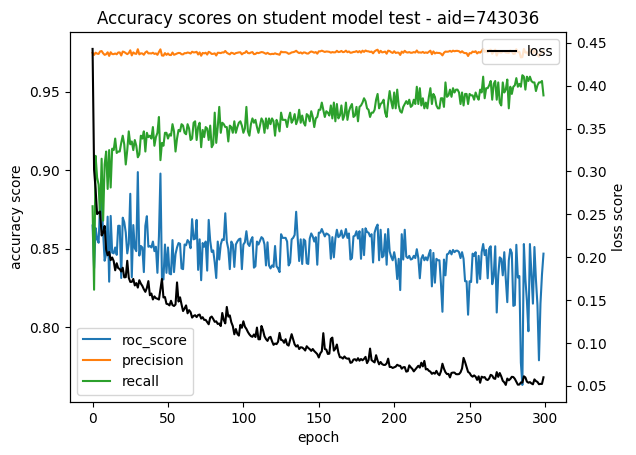 Accuracy scores on student model test - aid=743036
loss
0.95
0.90
0.85
0.80
accuracy score
0.45
0.40
0.35
0.30
0.25
0.20
0.15
0.10
0.05
loss score
roc_score
precision
recall
0
50
100
150
200
250
300
epoch